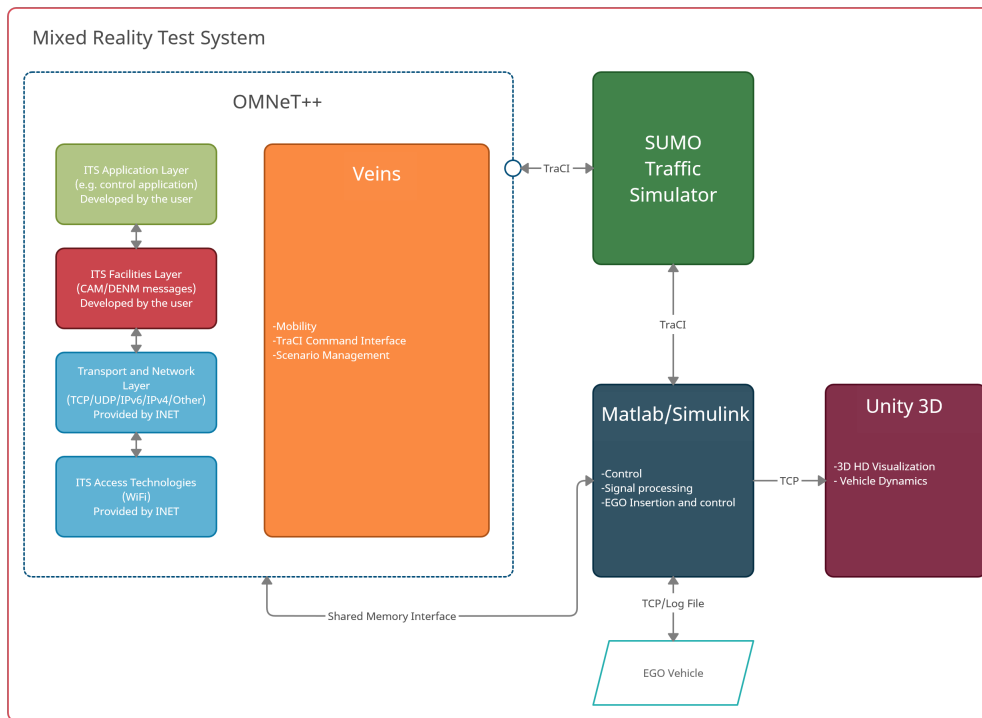 Mixed Reality Test System
OMNeT++
ITS Application Layer
(e.g. control application)
Developed by the user
ITS Facilities Layer
(CAM/DENM messages)
Developed by the user
Transport and Network
Layer
(TCP/UDP/IPv6/IPv4/Other)
Provided by INET
ITS Access Technologies
(WiFi)
Provided by INET
Veins
-Mobility
-TraCI Command Interface
-Scenario Management
TraCI
SUMO
Traffic
Simulator
TraCI
Matlab/Simulink
-Control
-Signal processing
-EGO Insertion and control
TCP
Unity 3D
-3D HD Visualization
- Vehicle Dynamics
Shared Memory Interface
TCP/Log File
EGO Vehicle